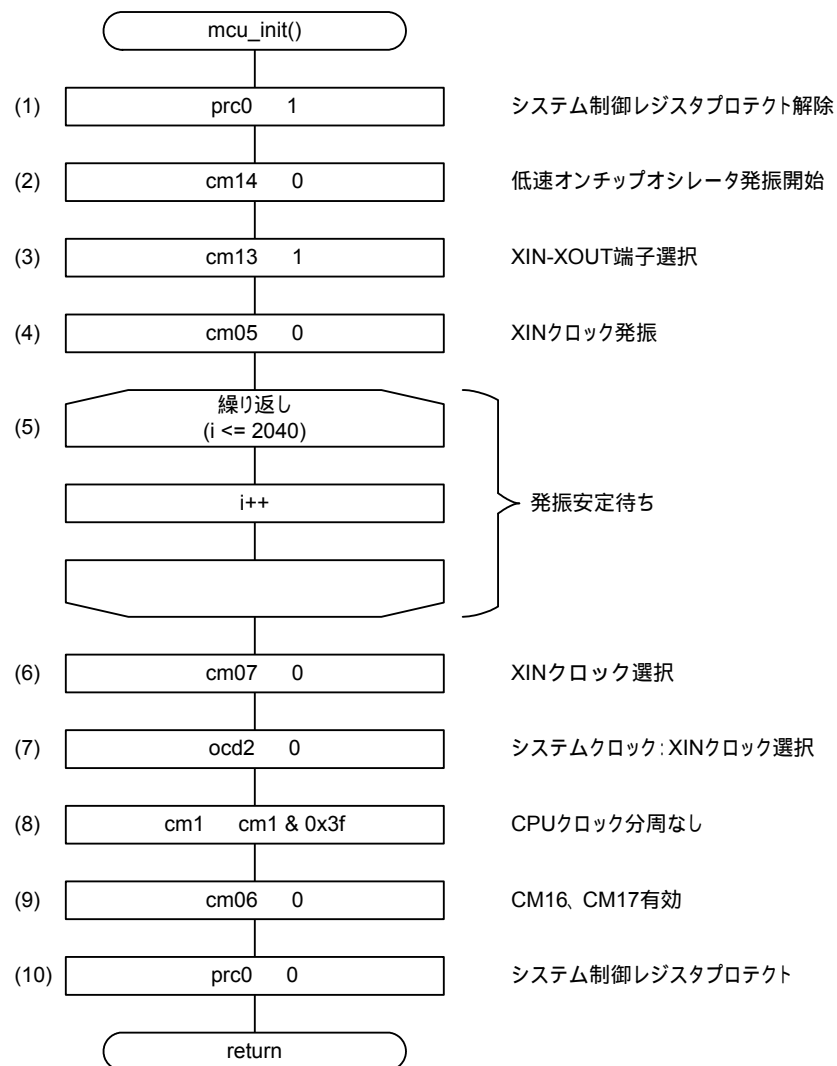 mcu_init()
(1) prc0 1 システム制御レジスタプロテクト解除
(2) cm14 0 低速オンチップオシレータ発振開始
(3) cm13 1 XIN-XOUT端子選択
(4) cm05 0 XINクロック発振
(5) 繰り返し
(i <= 2040)
i++ 発振安定待ち
(6) cm07 0 XINクロック選択
(7) ocd2 0 システムクロック:XINクロック選択
(8) cm1 cm1 & 0x3f CPUクロック分周なし
(9) cm06 0 CM16、CM17有効
(10) prc0 0 システム制御レジスタプロテクト
return